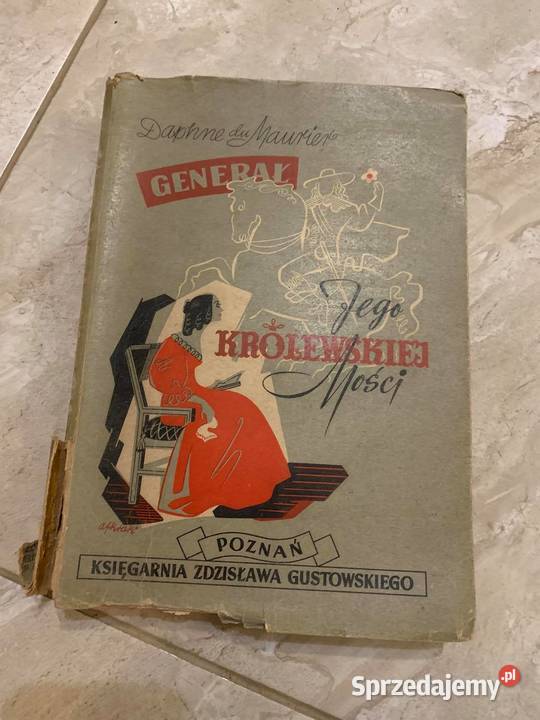 Daphne du Maurier
GENERAŁ
Jego
KRÓLEWSKIEJ
Mości
POZNAŃ
KSIĘGARNIA ZDZISŁAWA GUSTOWSKIEGO
Sprzedajemy.pl